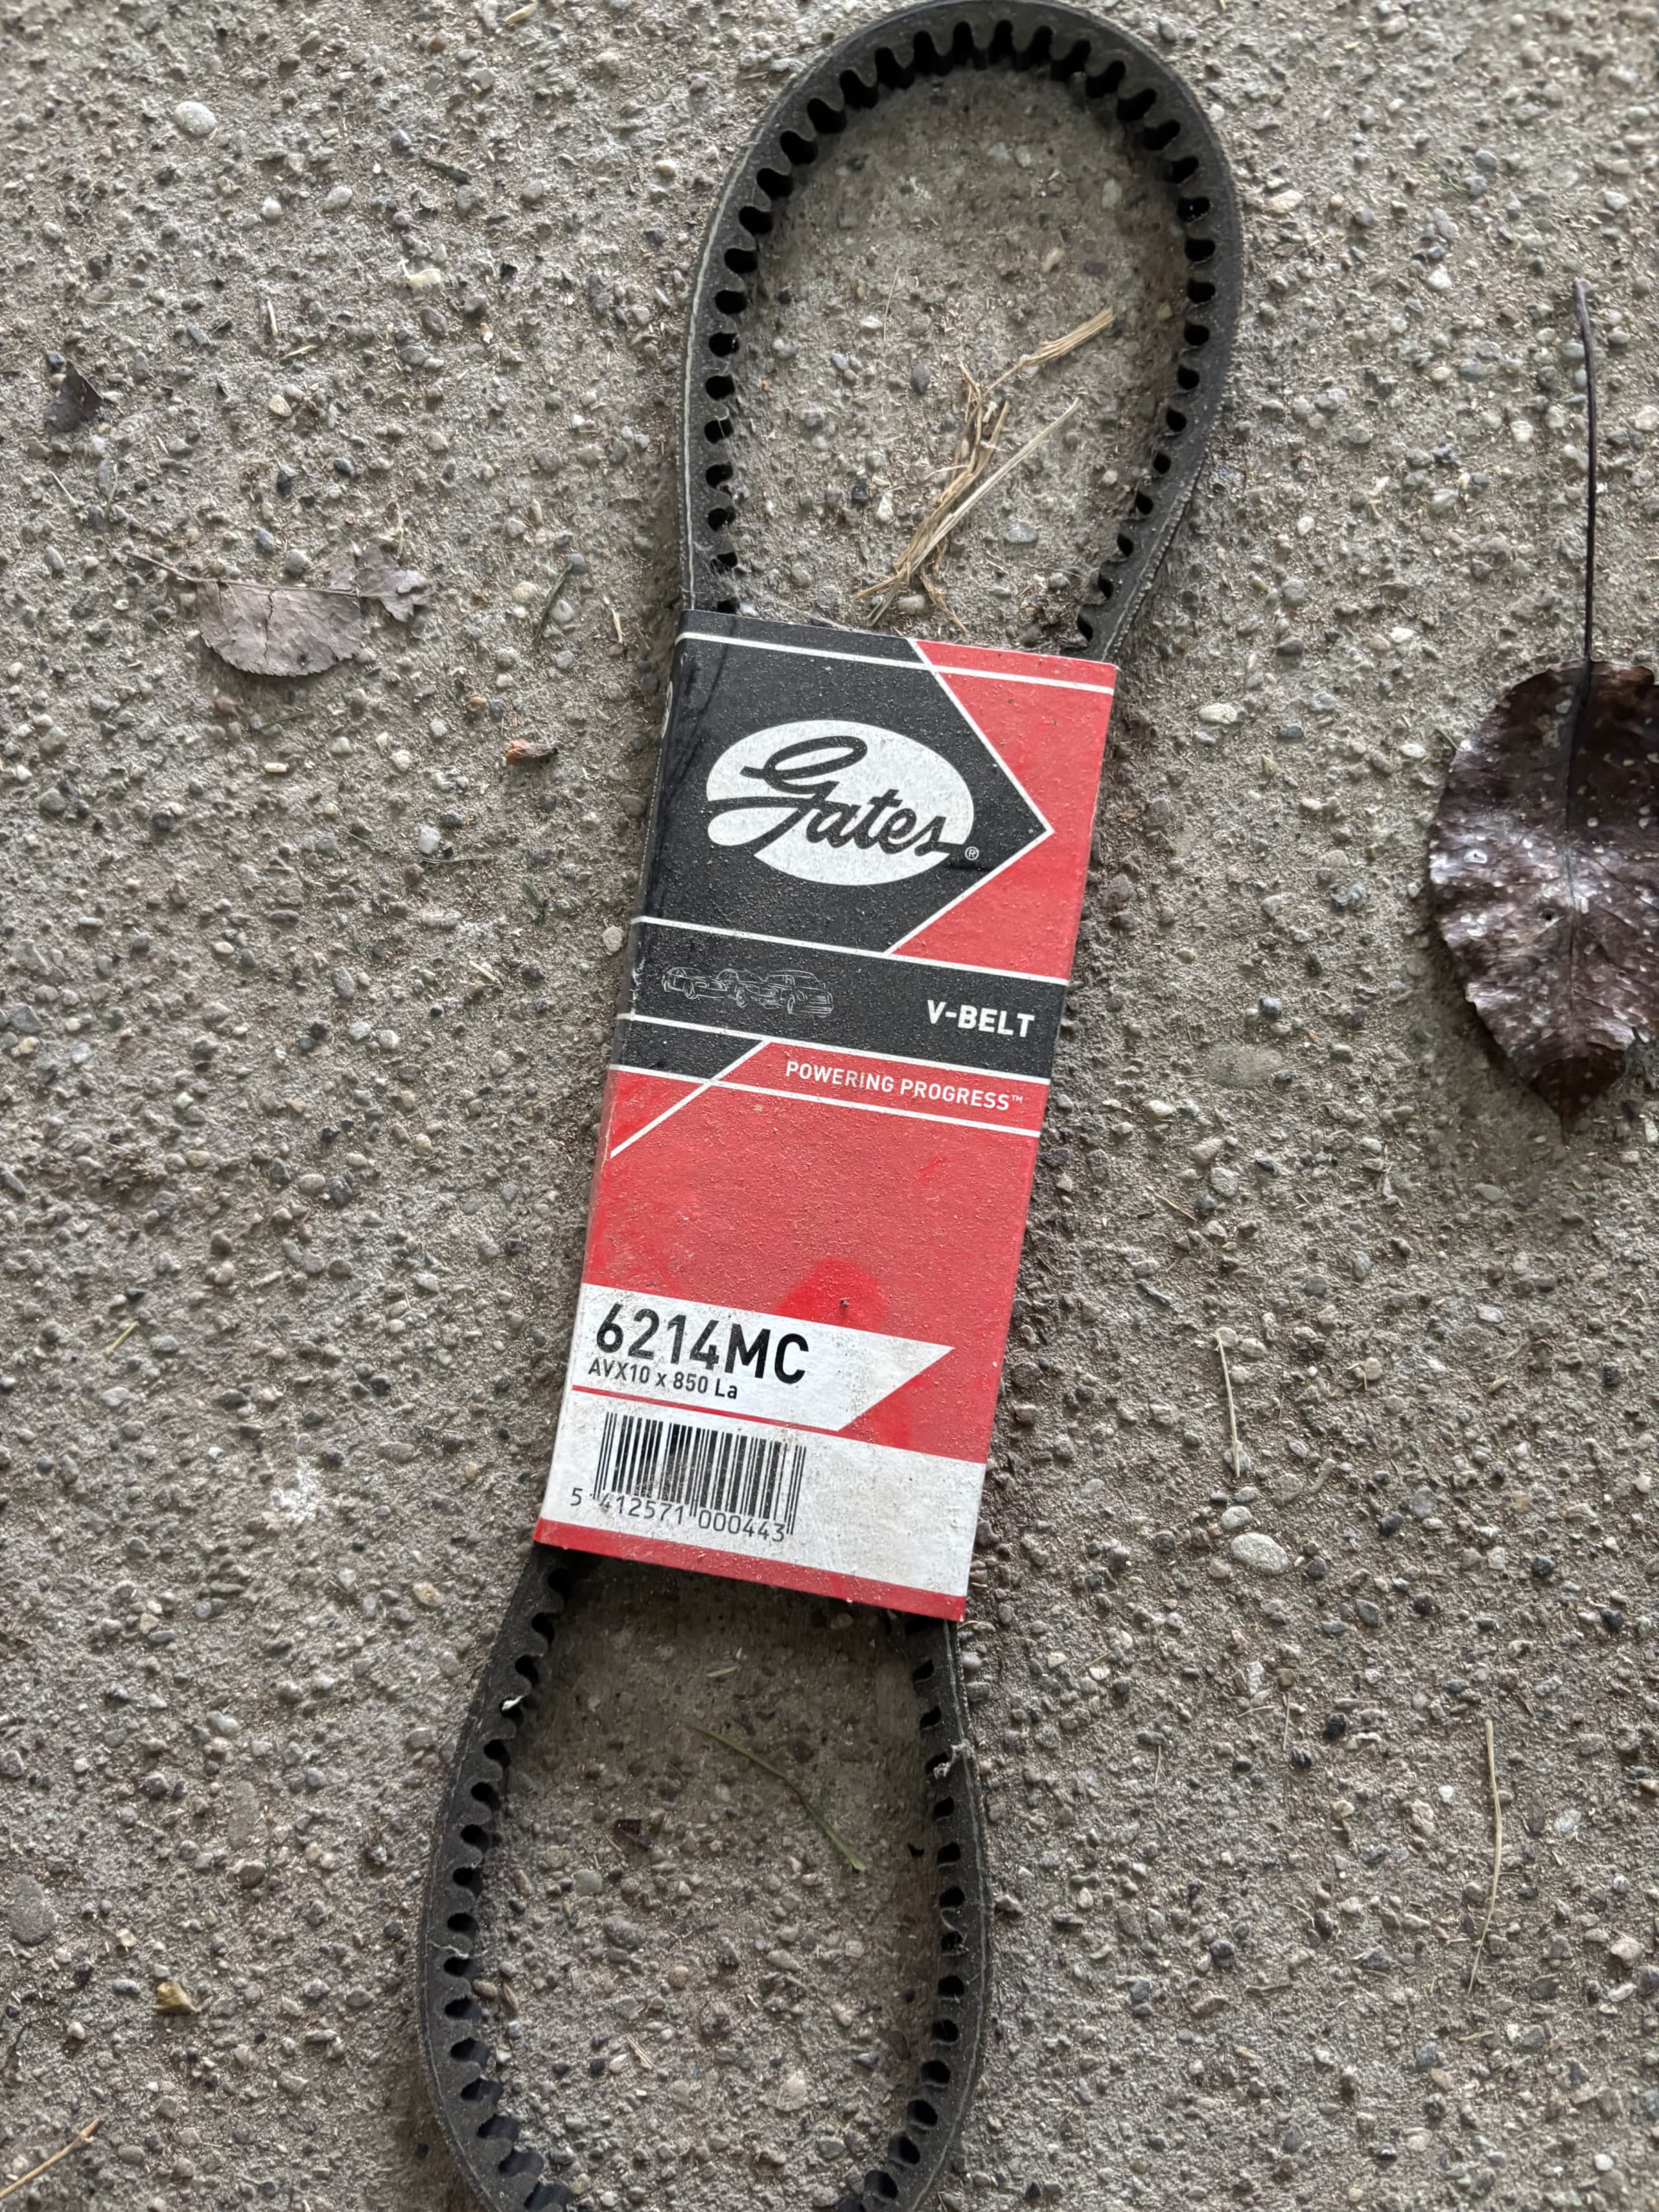 Gates®
V-BELT
POWERING PROGRESS™
6214MC
AVX10 x 850 La
5 412571 000443